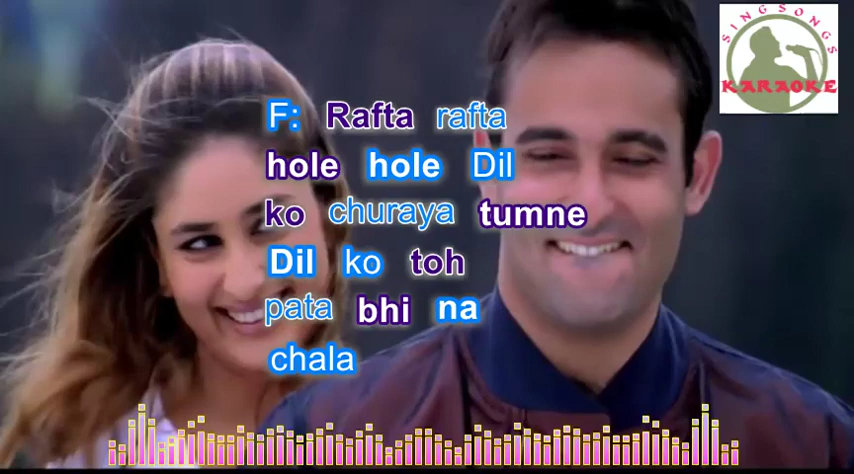 SINGSONGS
KARAOKE
F: Rafta rafta
hole hole Dil
ko churaya tumne
Dil ko toh
pata bhi na
chala